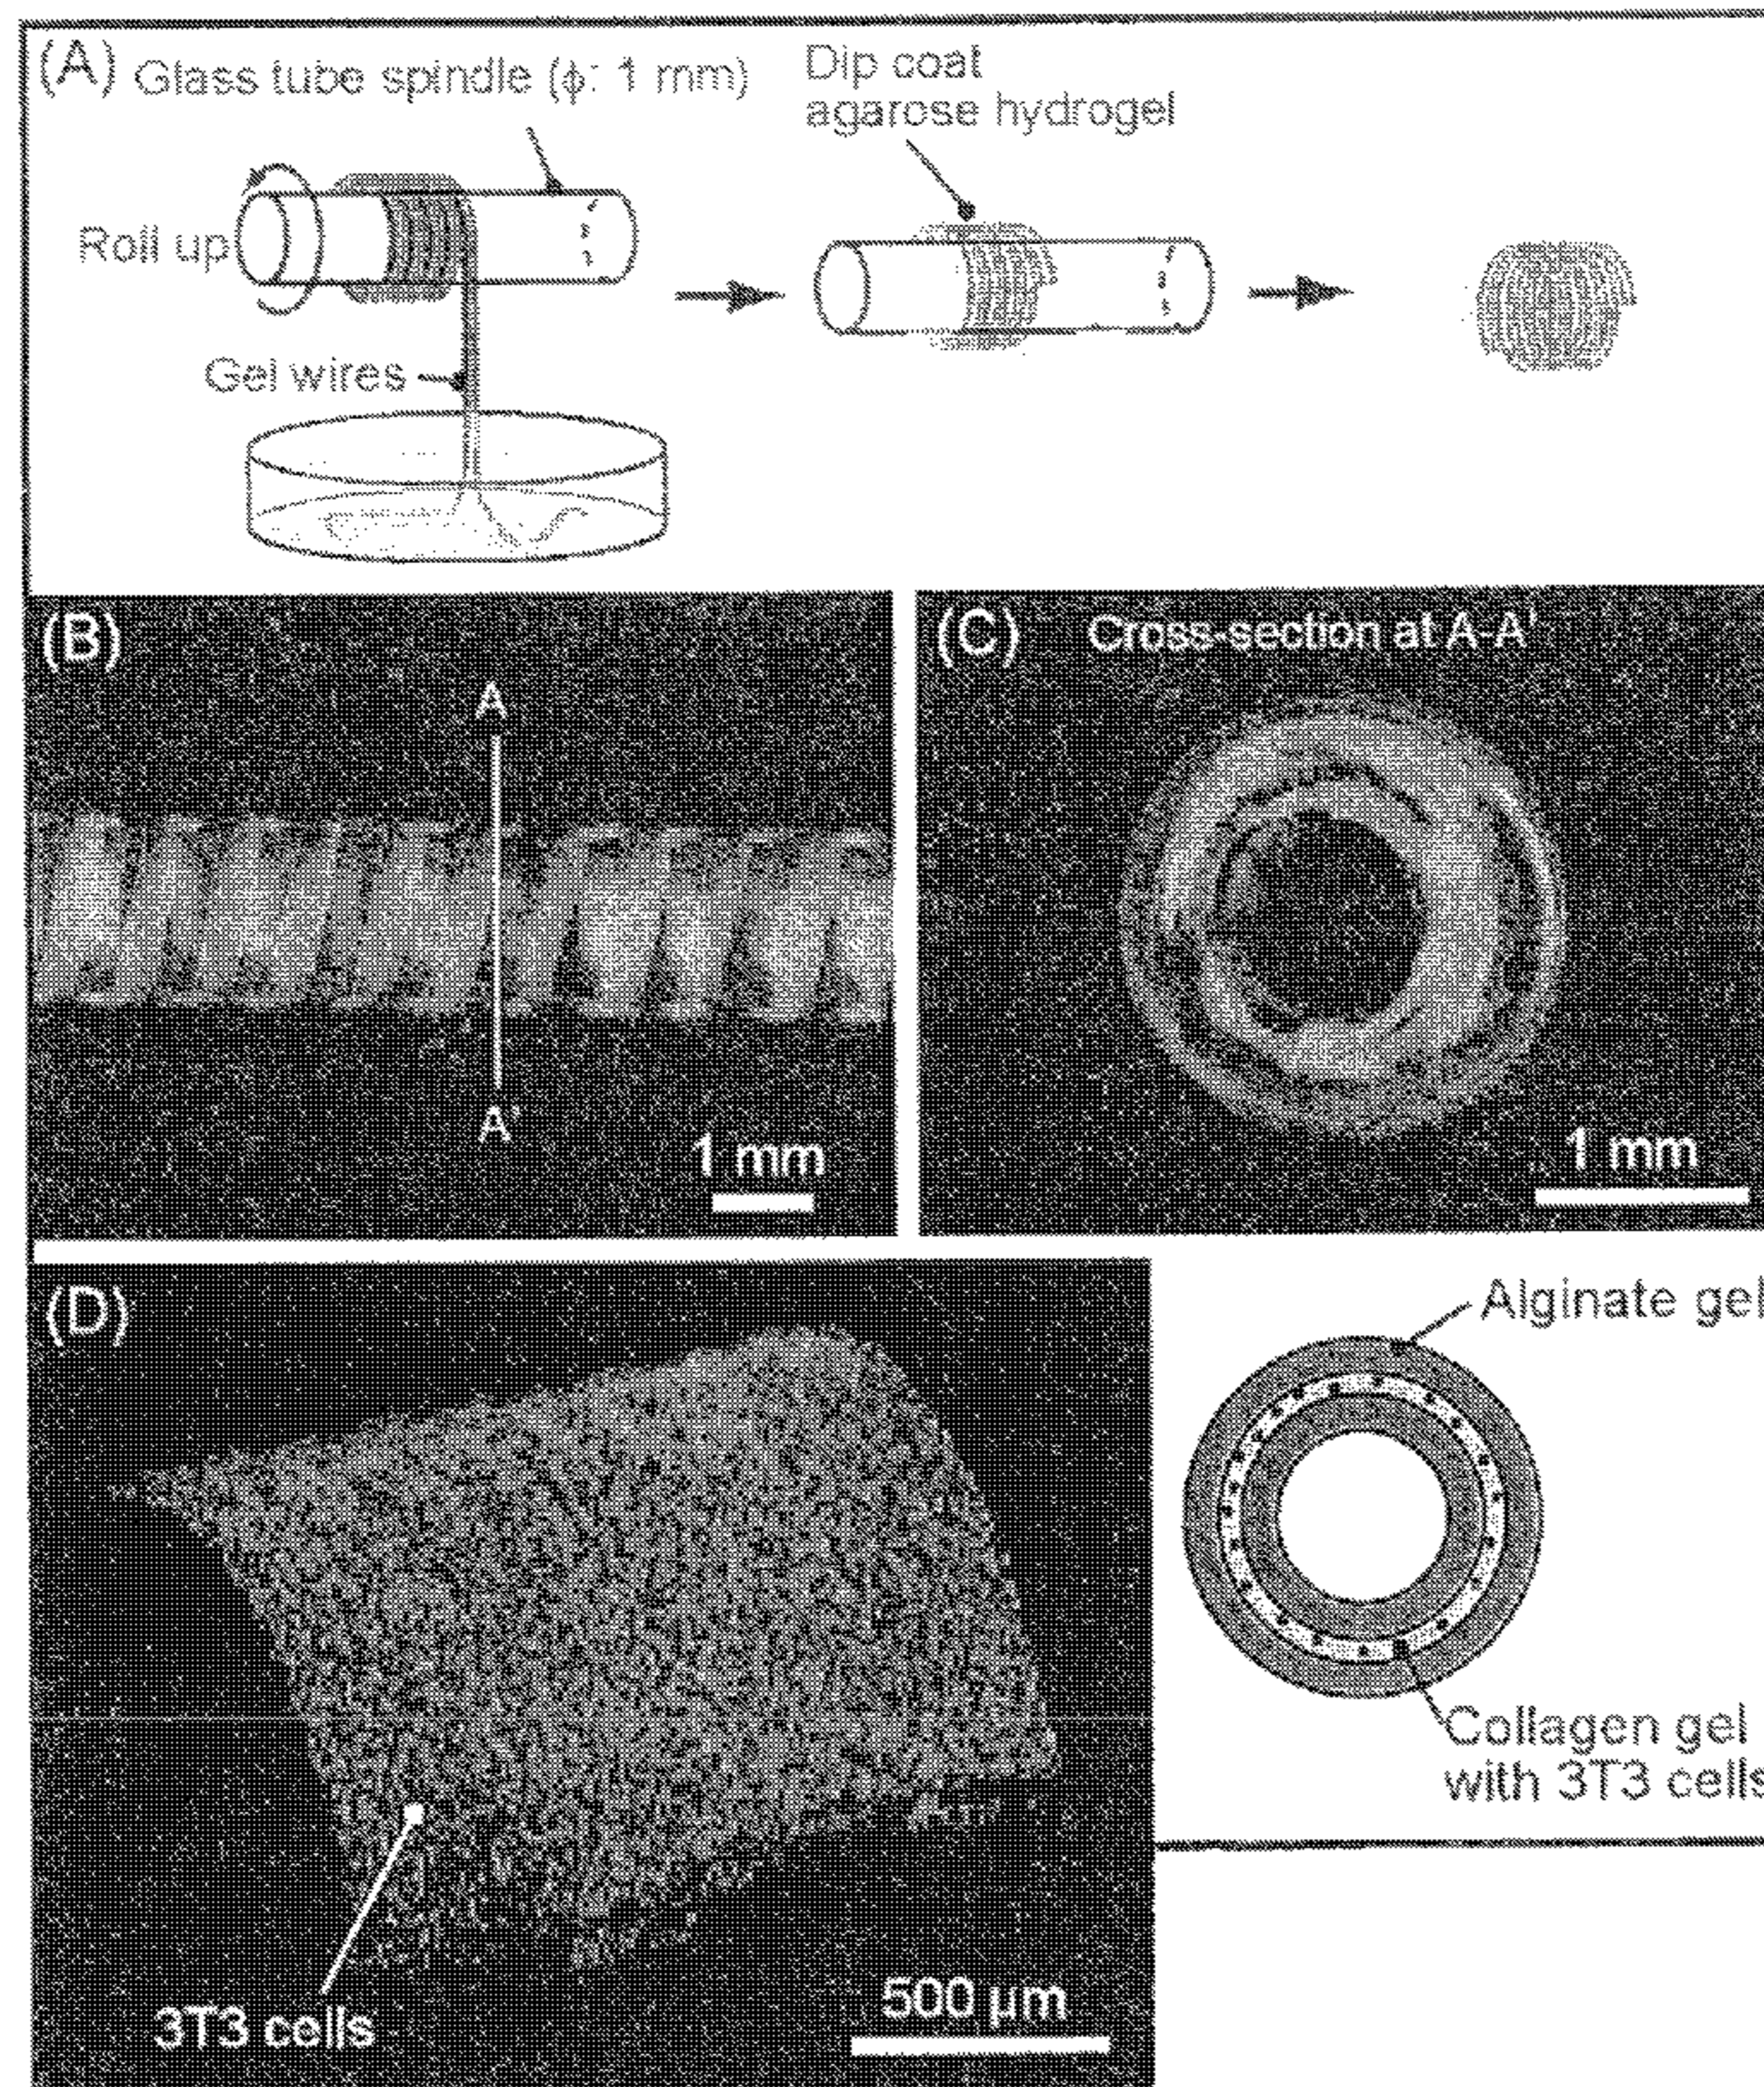 (A) Glass tube spindle (ϕ: 1 mm)
Dip coat
agarose hydrogel
Roll up
Gel wires
(B)
A
A'
1 mm
(C) Cross-section at A-A'
1 mm
(D)
3T3 cells
500 µm
Alginate gel
Collagen gel
with 3T3 cells